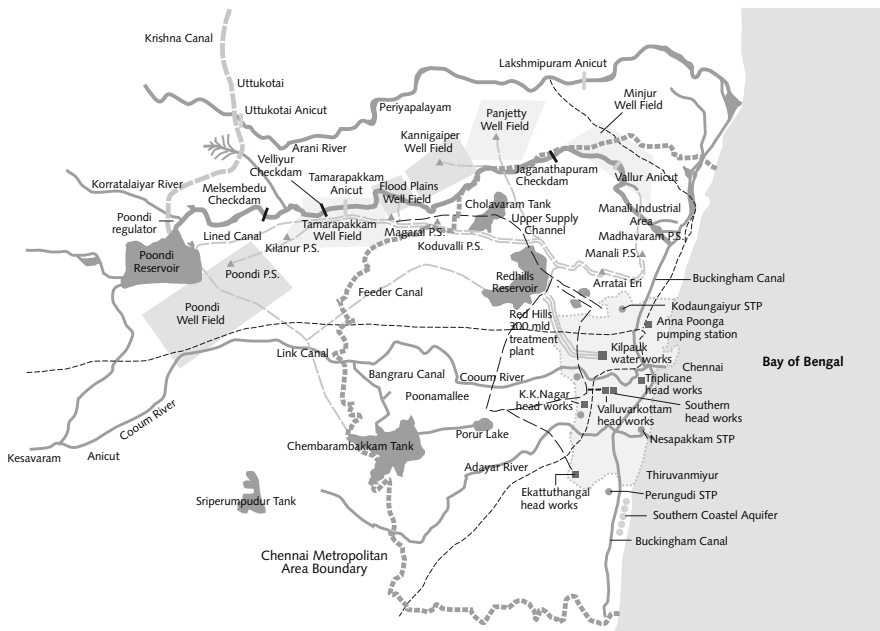 Krishna Canal
Lakshmipuram Anicut
Uttukotai
Minjur
Well Field
Uttukotai Anicut
Periyapalayam
Panjetty
Well Field
Kannigaiper
Well Field
Arani River
Velliyur
Checkdam
Jaganathapuram
Checkdam
Tamarapakkam
Anicut
Vallur Anicut
Korratalaiyar River
Melsembedu
Checkdam
Flood Plains
Well Field
Cholavaram Tank
Manali Industrial
Area
Poondi
regulator
Upper Supply
Channel
Tamarapakkam
Well Field
Magaral P.S.
Lined Canal
Madhavaram P.S.
Kilanur P.S.
Koduvalli P.S.
Manali P.S.
Poondi
Reservoir
Poondi P.S.
Redhills
Reservoir
Arratai Eri
Buckingham Canal
Feeder Canal
Poondi
Well Field
Kodaungaiyur STP
Red Hills
300 mld
treatment
plant
Anna Poonga
pumping station
Link Canal
Kilpauk
water works
Bay of Bengal
Chennai
Bangraru Canal
Cooum River
Triplicane
head works
Poonamallee
K.K.Nagar
head works
Valluvarkottam
head works
Southern
head works
Cooum River
Porur Lake
Nesapakkam STP
Kesavaram
Anicut
Chembarambakkam Tank
Adayar River
Thiruvanmiyur
Sriperumpudur Tank
Ekattuthangal
head works
Perungudi STP
Southern Coastel Aquifer
Buckingham Canal
Chennai Metropolitan
Area Boundary